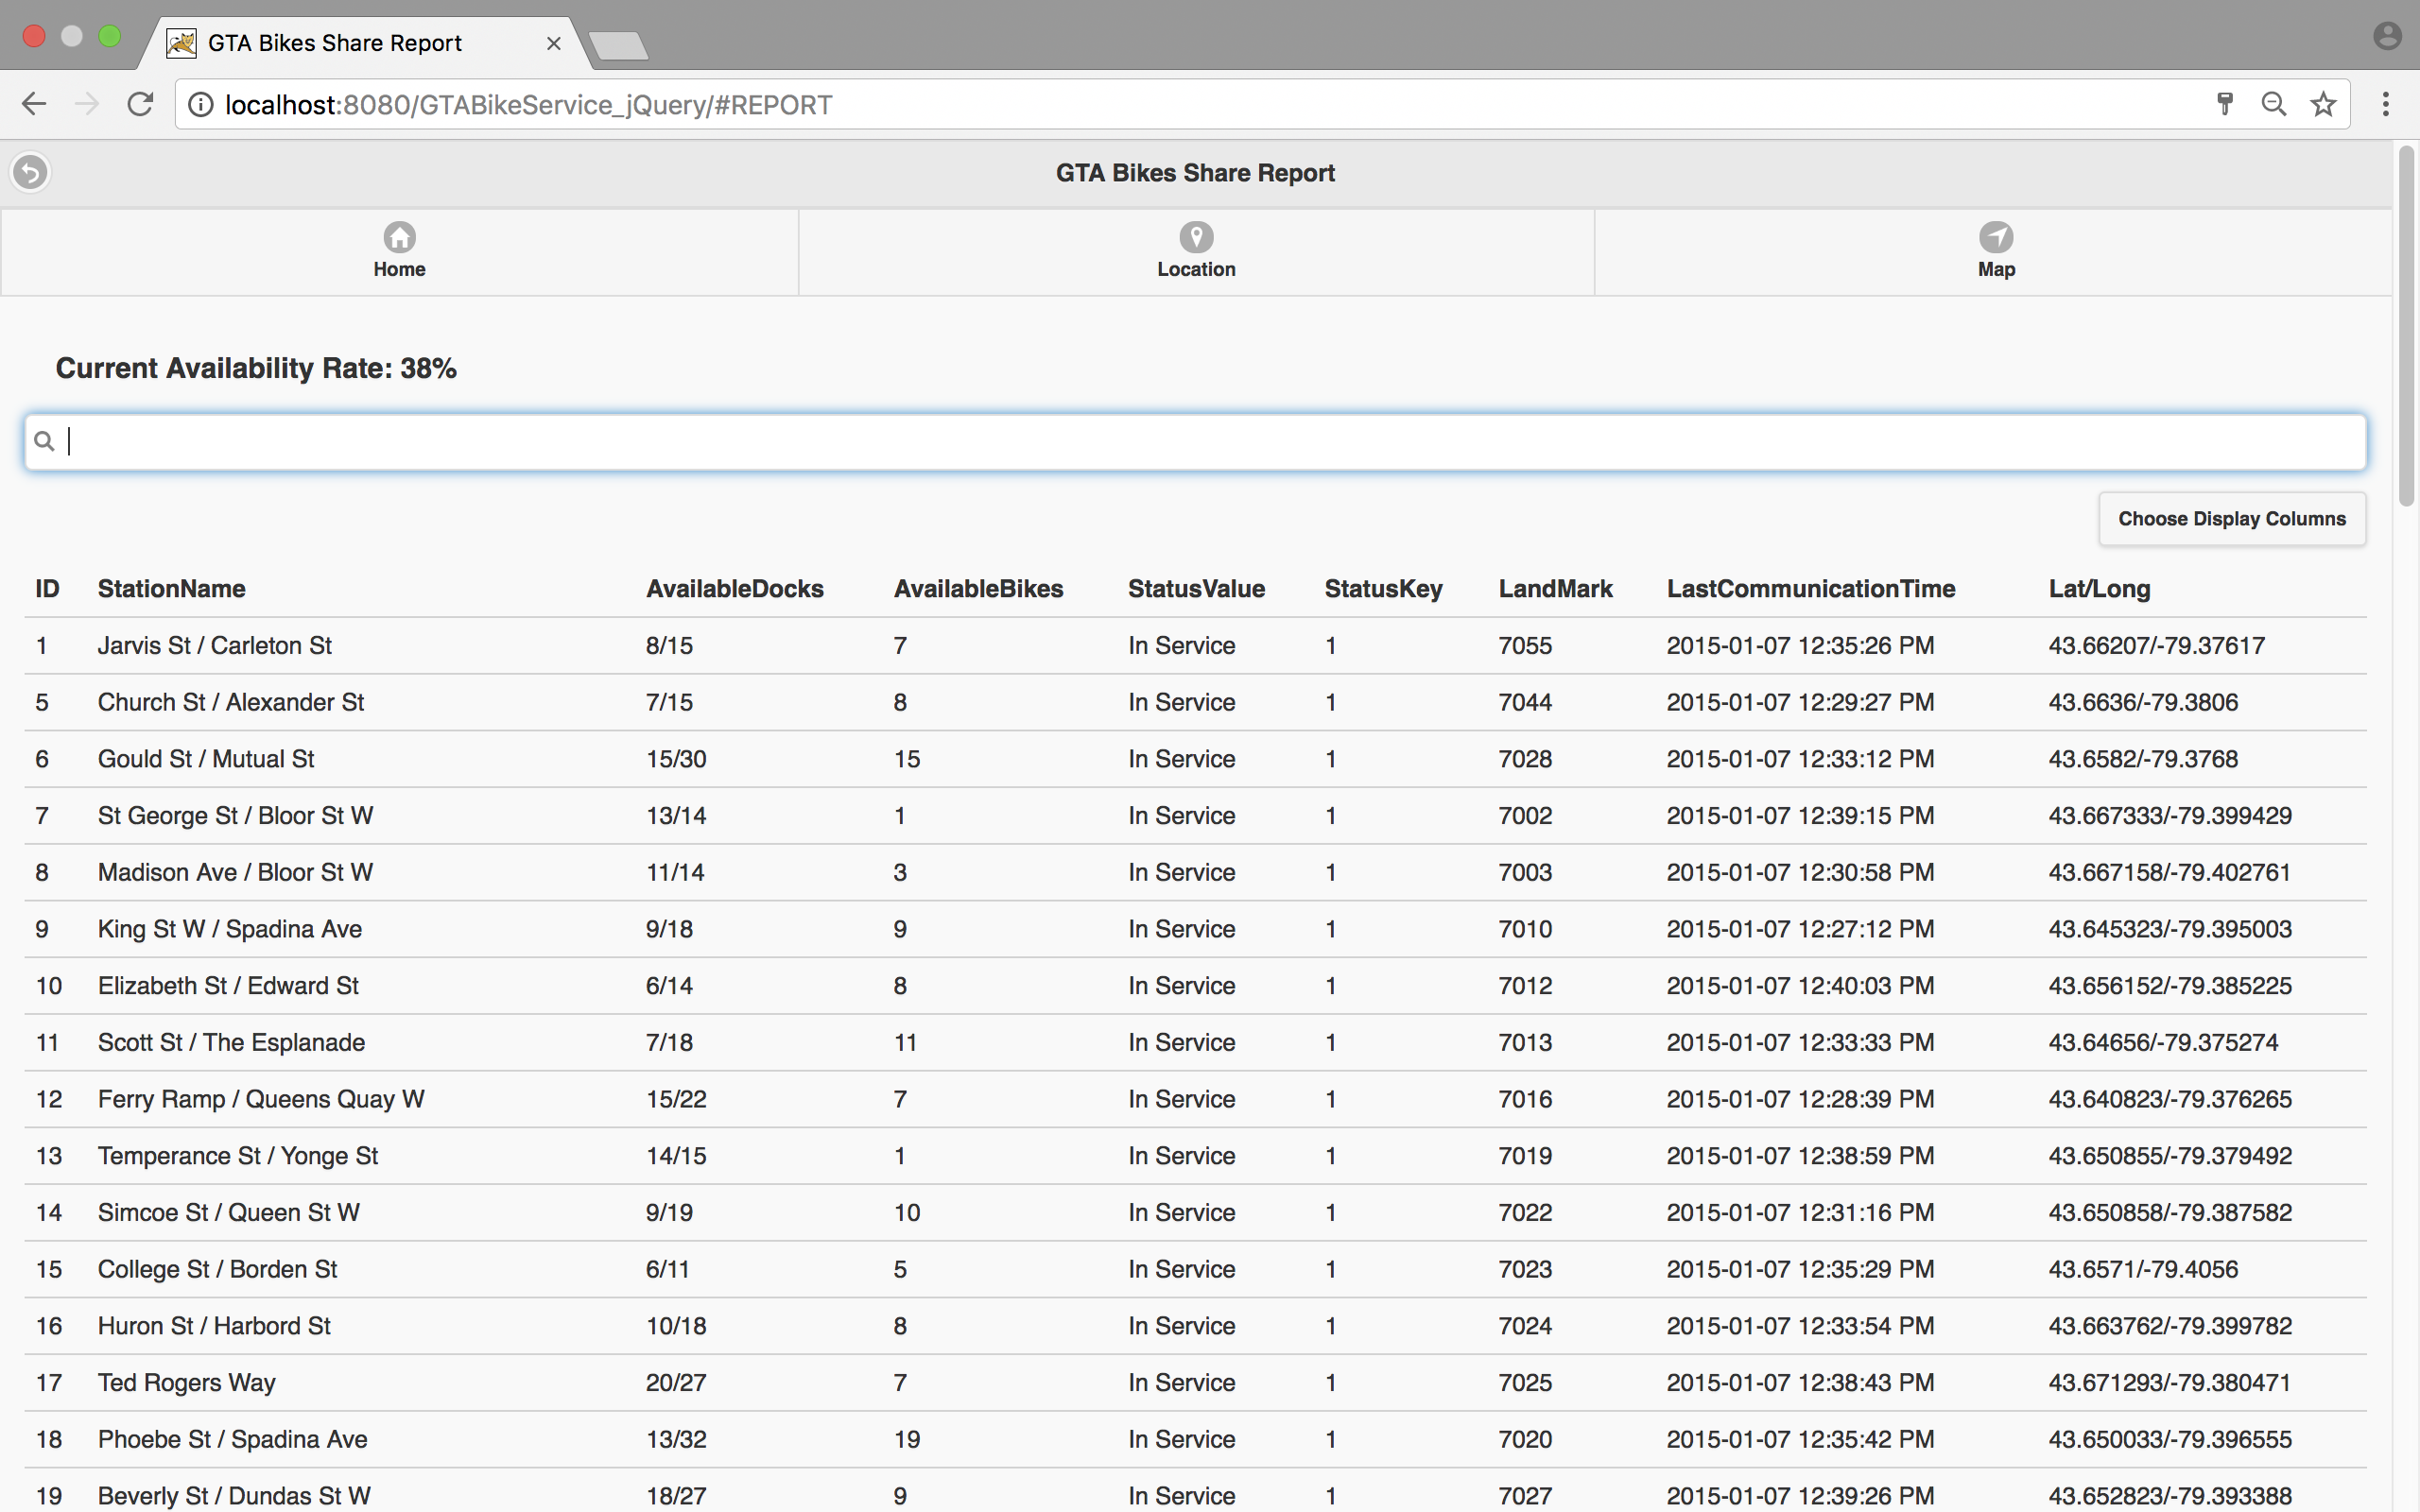 GTA Bikes Share Report
localhost:8080/GTABikeService_jQuery/#REPORT
GTA Bikes Share Report
Home Location Map
Current Availability Rate: 38%
Choose Display Columns
ID StationName AvailableDocks AvailableBikes StatusValue StatusKey LandMark LastCommunicationTime Lat/Long
1 Jarvis St / Carleton St 8/15 7 In Service 1 7055 2015-01-07 12:35:26 PM 43.66207/-79.37617
5 Church St / Alexander St 7/15 8 In Service 1 7044 2015-01-07 12:29:27 PM 43.6636/-79.3806
6 Gould St / Mutual St 15/30 15 In Service 1 7028 2015-01-07 12:33:12 PM 43.6582/-79.3768
7 St George St / Bloor St W 13/14 1 In Service 1 7002 2015-01-07 12:39:15 PM 43.667333/-79.399429
8 Madison Ave / Bloor St W 11/14 3 In Service 1 7003 2015-01-07 12:30:58 PM 43.667158/-79.402761
9 King St W / Spadina Ave 9/18 9 In Service 1 7010 2015-01-07 12:27:12 PM 43.645323/-79.395003
10 Elizabeth St / Edward St 6/14 8 In Service 1 7012 2015-01-07 12:40:03 PM 43.656152/-79.385225
11 Scott St / The Esplanade 7/18 11 In Service 1 7013 2015-01-07 12:33:33 PM 43.64656/-79.375274
12 Ferry Ramp / Queens Quay W 15/22 7 In Service 1 7016 2015-01-07 12:28:39 PM 43.640823/-79.376265
13 Temperance St / Yonge St 14/15 1 In Service 1 7019 2015-01-07 12:38:59 PM 43.650855/-79.379492
14 Simcoe St / Queen St W 9/19 10 In Service 1 7022 2015-01-07 12:31:16 PM 43.650858/-79.387582
15 College St / Borden St 6/11 5 In Service 1 7023 2015-01-07 12:35:29 PM 43.6571/-79.4056
16 Huron St / Harbord St 10/18 8 In Service 1 7024 2015-01-07 12:33:54 PM 43.663762/-79.399782
17 Ted Rogers Way 20/27 7 In Service 1 7025 2015-01-07 12:38:43 PM 43.671293/-79.380471
18 Phoebe St / Spadina Ave 13/32 19 In Service 1 7020 2015-01-07 12:35:42 PM 43.650033/-79.396555
19 Beverly St / Dundas St W 18/27 9 In Service 1 7027 2015-01-07 12:39:26 PM 43.652823/-79.393388